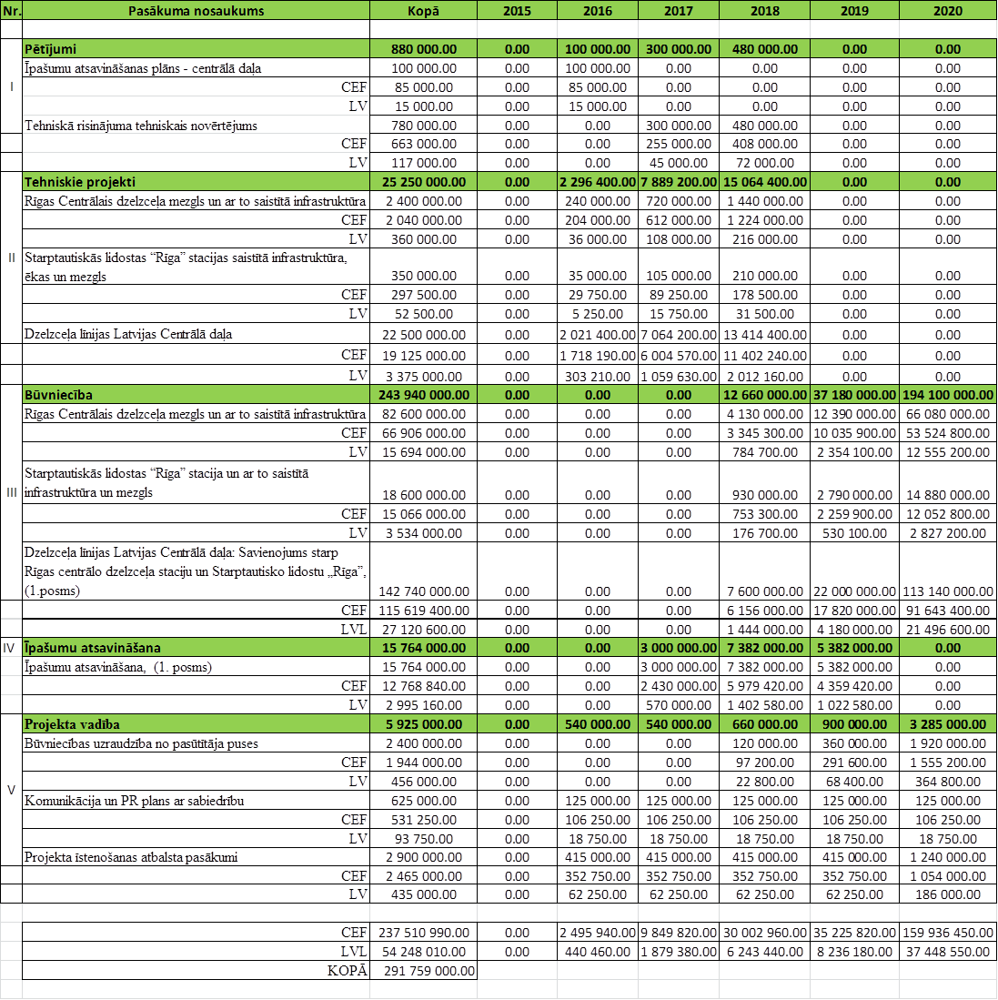 Nr. Pasākuma nosaukums Kopā 2015 2016 2017 2018 2019 2020
Pētījumi 880 000.00 0.00 100 000.00 300 000.00 480 000.00 0.00 0.00
Īpašumu atsavināšanas plāns - centrālā daļa 100 000.00 0.00 100 000.00 0.00 0.00 0.00 0.00
I CEF 85 000.00 0.00 85 000.00 0.00 0.00 0.00 0.00
LV 15 000.00 0.00 15 000.00 0.00 0.00 0.00 0.00
Tehniskā risinājuma tehniskais novērtējums 780 000.00 0.00 0.00 300 000.00 480 000.00 0.00 0.00
CEF 663 000.00 0.00 0.00 255 000.00 408 000.00 0.00 0.00
LV 117 000.00 0.00 0.00 45 000.00 72 000.00 0.00 0.00
Tehniskie projekti 25 250 000.00 0.00 2 296 400.00 7 889 200.00 15 064 400.00 0.00 0.00
Rīgas Centrālais dzelzceļa mezgls un ar to saistītā infrastruktūra 2 400 000.00 0.00 240 000.00 720 000.00 1 440 000.00 0.00 0.00
CEF 2 040 000.00 0.00 204 000.00 612 000.00 1 224 000.00 0.00 0.00
LV 360 000.00 0.00 36 000.00 108 000.00 216 000.00 0.00 0.00
II Starptautiskās lidostas “Rīga” stacijas saistītā infrastruktūra,
ēkas un mezgls 350 000.00 0.00 35 000.00 105 000.00 210 000.00 0.00 0.00
CEF 297 500.00 0.00 29 750.00 89 250.00 178 500.00 0.00 0.00
LV 52 500.00 0.00 5 250.00 15 750.00 31 500.00 0.00 0.00
Dzelzceļa līnijas Latvijas Centrālā daļa 22 500 000.00 0.00 2 021 400.00 7 064 200.00 13 414 400.00 0.00 0.00
CEF 19 125 000.00 0.00 1 718 190.00 6 004 570.00 11 402 240.00 0.00 0.00
LV 3 375 000.00 0.00 303 210.00 1 059 630.00 2 012 160.00 0.00 0.00
Būvniecība 243 940 000.00 0.00 0.00 0.00 12 660 000.00 37 180 000.00 194 100 000.00
Rīgas Centrālais dzelzceļa mezgls un ar to saistītā infrastruktūra 82 600 000.00 0.00 0.00 0.00 4 130 000.00 12 390 000.00 66 080 000.00
CEF 66 906 000.00 0.00 0.00 0.00 3 345 300.00 10 035 900.00 53 524 800.00
LV 15 694 000.00 0.00 0.00 0.00 784 700.00 2 354 100.00 12 555 200.00
Starptautiskās lidostas “Rīga” stacija un ar to saistītā
III infrastruktūra un mezgls 18 600 000.00 0.00 0.00 0.00 930 000.00 2 790 000.00 14 880 000.00
CEF 15 066 000.00 0.00 0.00 0.00 753 300.00 2 259 900.00 12 052 800.00
LV 3 534 000.00 0.00 0.00 0.00 176 700.00 530 100.00 2 827 200.00
Dzelzceļa līnijas Latvijas Centrālā daļa: Savienojums starp
Rīgas centrālo dzelzceļa staciju un Starptautisko lidostu „Rīga”,
(1.posms) 142 740 000.00 0.00 0.00 0.00 7 600 000.00 22 000 000.00 113 140 000.00
CEF 115 619 400.00 0.00 0.00 0.00 6 156 000.00 17 820 000.00 91 643 400.00
LVL 27 120 600.00 0.00 0.00 0.00 1 444 000.00 4 180 000.00 21 496 600.00
IV Īpašumu atsavināšana 15 764 000.00 0.00 0.00 3 000 000.00 7 382 000.00 5 382 000.00 0.00
Īpašumu atsavināšana, (1. posms) 15 764 000.00 0.00 0.00 3 000 000.00 7 382 000.00 5 382 000.00 0.00
CEF 12 768 840.00 0.00 0.00 2 430 000.00 5 979 420.00 4 359 420.00 0.00
LV 2 995 160.00 0.00 0.00 570 000.00 1 402 580.00 1 022 580.00 0.00
Projekta vadība 5 925 000.00 0.00 540 000.00 540 000.00 660 000.00 900 000.00 3 285 000.00
Būvniecības uzraudzība no pasūtītāja puses 2 400 000.00 0.00 0.00 0.00 120 000.00 360 000.00 1 920 000.00
CEF 1 944 000.00 0.00 0.00 0.00 97 200.00 291 600.00 1 555 200.00
LV 456 000.00 0.00 0.00 0.00 22 800.00 68 400.00 364 800.00
V Komunikācija un PR plans ar sabiedrību 625 000.00 0.00 125 000.00 125 000.00 125 000.00 125 000.00 125 000.00
CEF 531 250.00 0.00 106 250.00 106 250.00 106 250.00 106 250.00 106 250.00
LV 93 750.00 0.00 18 750.00 18 750.00 18 750.00 18 750.00 18 750.00
Projekta īstenošanas atbalsta pasākumi 2 900 000.00 0.00 415 000.00 415 000.00 415 000.00 415 000.00 1 240 000.00
CEF 2 465 000.00 0.00 352 750.00 352 750.00 352 750.00 352 750.00 1 054 000.00
LV 435 000.00 0.00 62 250.00 62 250.00 62 250.00 62 250.00 186 000.00
CEF 237 510 990.00 0.00 2 495 940.00 9 849 820.00 30 002 960.00 35 225 820.00 159 936 450.00
LVL 54 248 010.00 0.00 440 460.00 1 879 380.00 6 243 440.00 8 236 180.00 37 448 550.00
KOPĀ 291 759 000.00